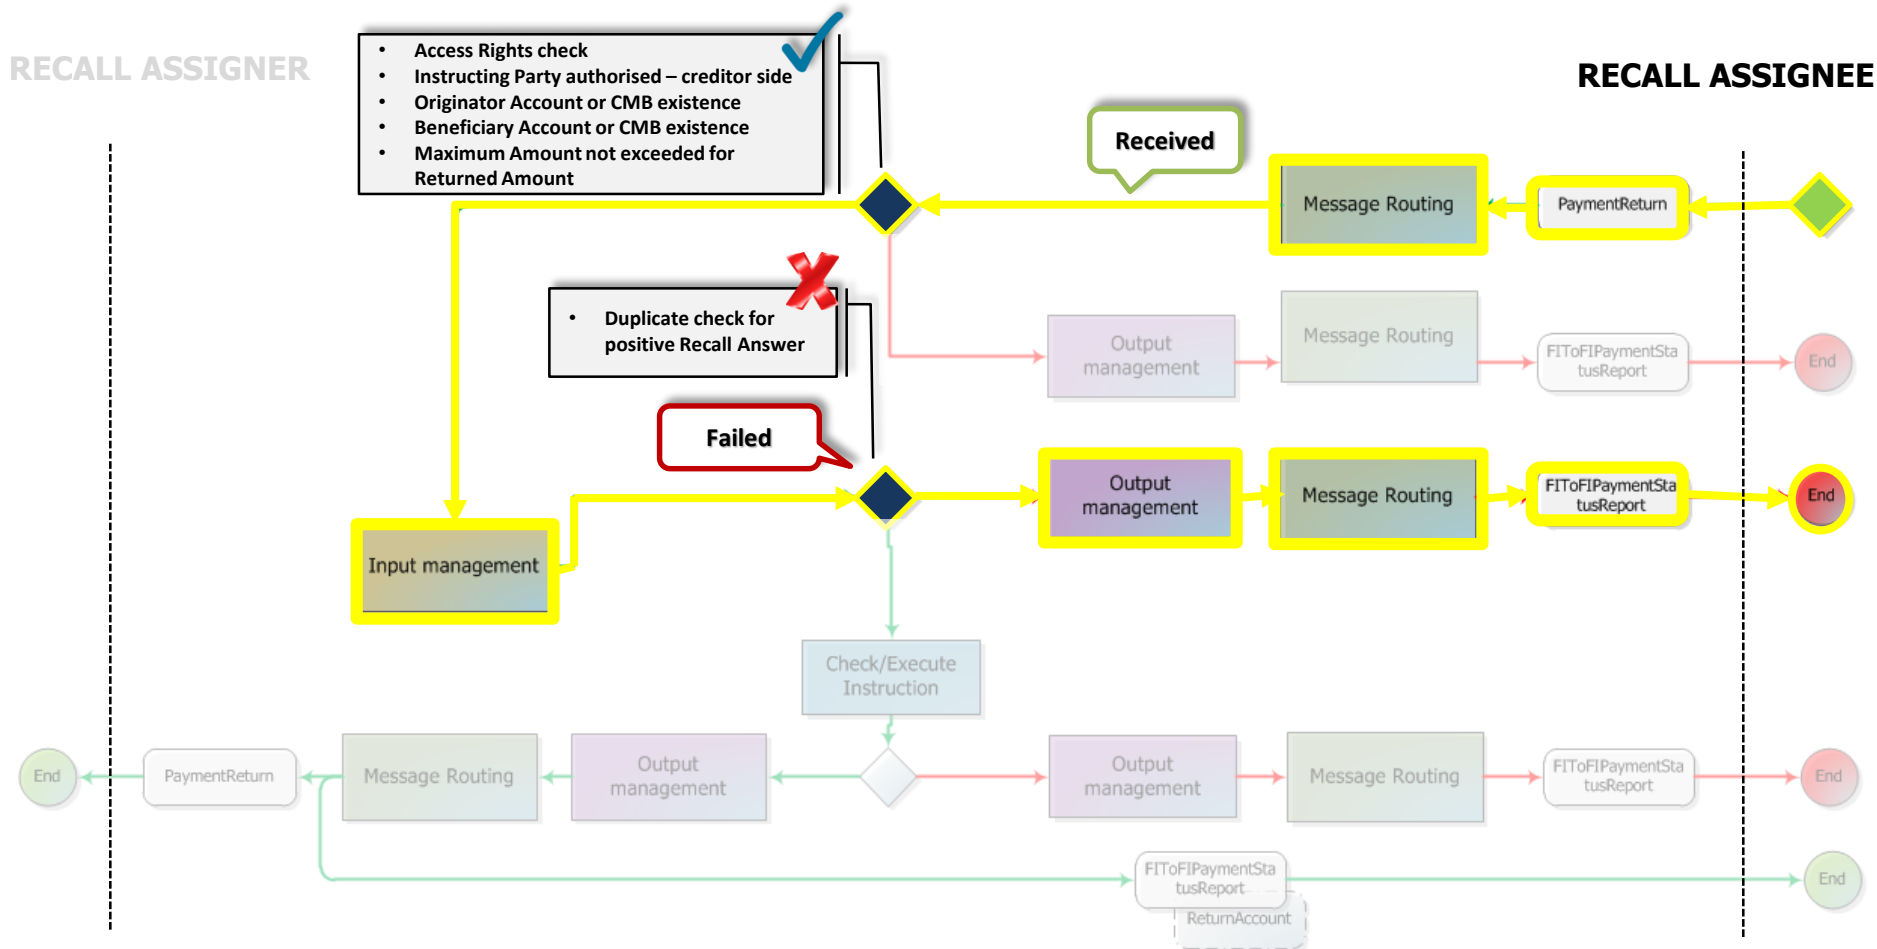 RECALL ASSIGNER
• Access Rights check
• Instructing Party authorised – creditor side
• Originator Account or CMB existence
• Beneficiary Account or CMB existence
• Maximum Amount not exceeded for
Returned Amount
RECALL ASSIGNEE
Received
Message Routing
PaymentReturn
• Duplicate check for
positive Recall Answer
Output
management
Message Routing
FIToFIPaymentSta
tusReport
End
Failed
Output
management
Message Routing
FIToFIPaymentSta
tusReport
End
Input management
Check/Execute
Instruction
End
PaymentReturn
Message Routing
Output
management
Output
management
Message Routing
FIToFIPaymentSta
tusReport
End
FIToFIPaymentSta
tusReport
ReturnAccount
End